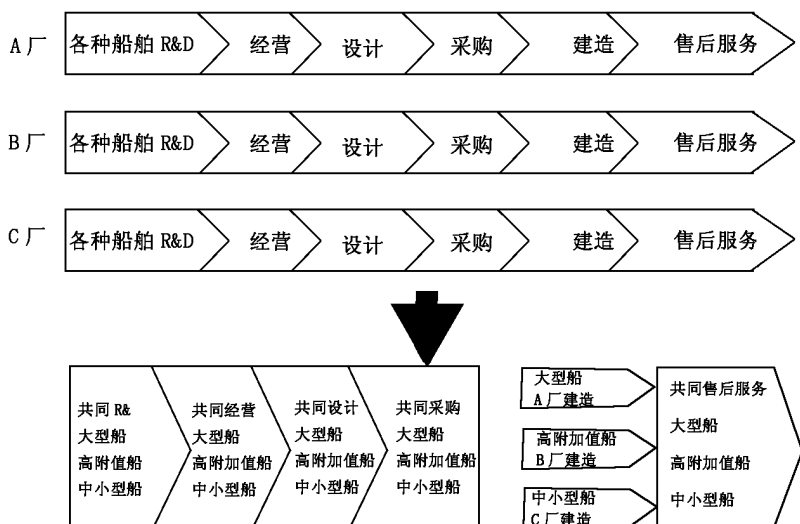 A厂 各种船舶 R&D 经营 设计 采购 建造 售后服务
B厂 各种船舶 R&D 经营 设计 采购 建造 售后服务
C厂 各种船舶 R&D 经营 设计 采购 建造 售后服务
共同 R&
大型船
高附值船
中小型船
共同经营
大型船
高附加值船
中小型船
共同设计
大型船
高附加值船
中小型船
共同采购
大型船
高附加值船
中小型船
大型船
A厂建造
高附加值船
B厂建造
中小型船
C厂建造
共同售后服务
大型船
高附加值船
中小型船